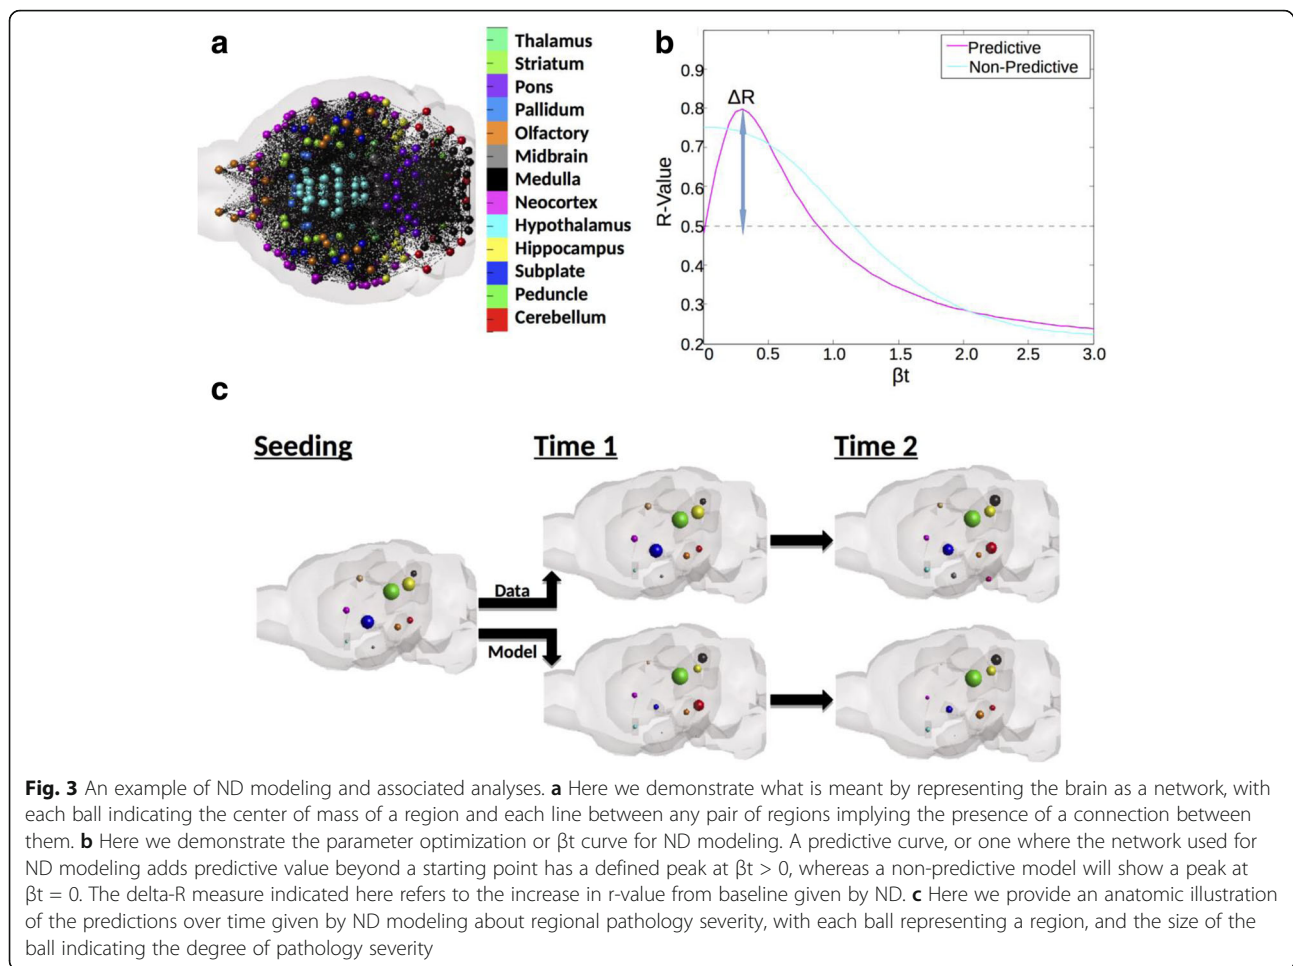 a
Thalamus
Striatum
Pons
Pallidum
Olfactory
Midbrain
Medulla
Neocortex
Hypothalamus
Hippocampus
Subplate
Peduncle
Cerebellum
b
Predictive
Non-Predictive
ΔR
R-Value
0.9
0.8
0.7
0.6
0.5
0.4
0.3
0.2
0 0.5 1.0 1.5 2.0 2.5 3.0
βt
c
Seeding
Time 1
Time 2
Data
Model
Fig. 3 An example of ND modeling and associated analyses. a Here we demonstrate what is meant by representing the brain as a network, with
each ball indicating the center of mass of a region and each line between any pair of regions implying the presence of a connection between
them. b Here we demonstrate the parameter optimization or βt curve for ND modeling. A predictive curve, or one where the network used for
ND modeling adds predictive value beyond a starting point has a defined peak at βt > 0, whereas a non-predictive model will show a peak at
βt = 0. The delta-R measure indicated here refers to the increase in r-value from baseline given by ND. c Here we provide an anatomic illustration
of the predictions over time given by ND modeling about regional pathology severity, with each ball representing a region, and the size of the
ball indicating the degree of pathology severity